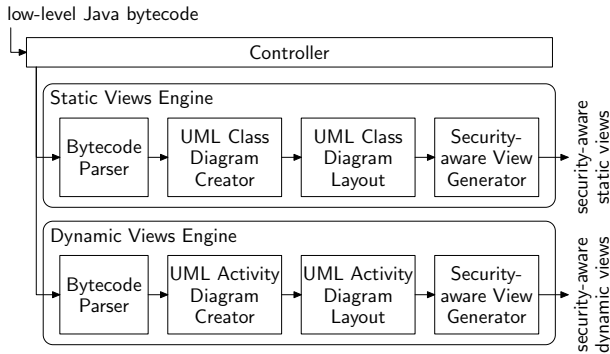 low-level Java bytecode
Controller
Static Views Engine
Bytecode
Parser
UML Class
Diagram
Creator
UML Class
Diagram
Layout
Security-
aware View
Generator
security-aware
static views
Dynamic Views Engine
Bytecode
Parser
UML Activity
Diagram
Creator
UML Activity
Diagram
Layout
Security-
aware View
Generator
security-aware
dynamic views